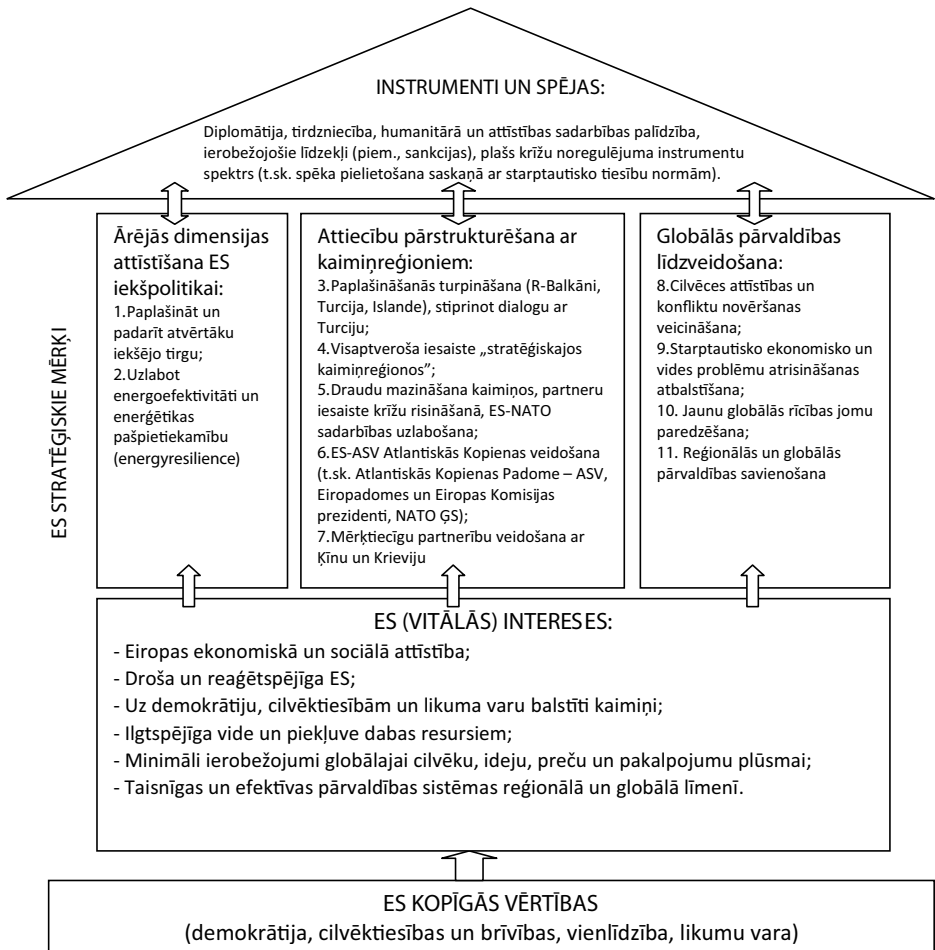 INSTRUMENTI UN SPĒJAS:
Diplomātija, tirdzniecība, humanitārā un attīstības sadarbības palīdzība,
ierobežojošie līdzekļi (piem., sankcijas), plašs krīžu noregulējuma instrumentu
spektrs (t.sk. spēka pielietošana saskaņā ar starptautisko tiesību normām).
ES STRATĒĢISKIE MĒRĶI
Ārējās dimensijas
attīstīšana ES
iekšpolitikai:
1.Paplašināt un
padarīt atvērtāku
iekšējo tirgu;
2.Uzlabot
energoefektivitāti un
enerģētikas
pašpietiekamību
(energyresilience)
Attiecību pārstrukturēšana ar
kaimiņreģioniem:
3.Paplašināšanās turpināšana (R-Balkāni,
Turcija, Islande), stiprinot dialogu ar
Turciju;
4.Visaptveroša iesaiste „stratēģiskajos
kaimiņreģionos”;
5.Draudu mazināšana kaimiņos, partneru
iesaiste krīžu risināšanā, ES-NATO
sadarbības uzlabošana;
6.ES-ASV Atlantiskās Kopienas veidošana
(t.sk. Atlantiskās Kopienas Padome – ASV,
Eiropadomes un Eiropas Komisijas
prezidenti, NATO ĢS);
7.Mērķtiecīgu partnerību veidošana ar
Ķīnu un Krieviju
Globālās pārvaldības
līdzveidošana:
8.Cilvēces attīstības un
konfliktu novēršanas
veicināšana;
9.Starptautisko ekonomisko un
vides problēmu atrisināšanas
atbalstīšana;
10. Jaunu globālās rīcības jomu
paredzēšana;
11. Reģionālās un globālās
pārvaldības savienošana
ES (VITĀLĀS) INTERESES:
- Eiropas ekonomiskā un sociālā attīstība;
- Droša un reaģētspējīga ES;
- Uz demokrātiju, cilvēktiesībām un likuma varu balstīti kaimiņi;
- Ilgtspējīga vide un piekļuve dabas resursiem;
- Minimāli ierobežojumi globālajai cilvēku, ideju, preču un pakalpojumu plūsmai;
- Taisnīgas un efektīvas pārvaldības sistēmas reģionālā un globālā līmenī.
ES KOPĪGĀS VĒRTĪBAS
(demokrātija, cilvēktiesības un brīvības, vienlīdzība, likumu vara)